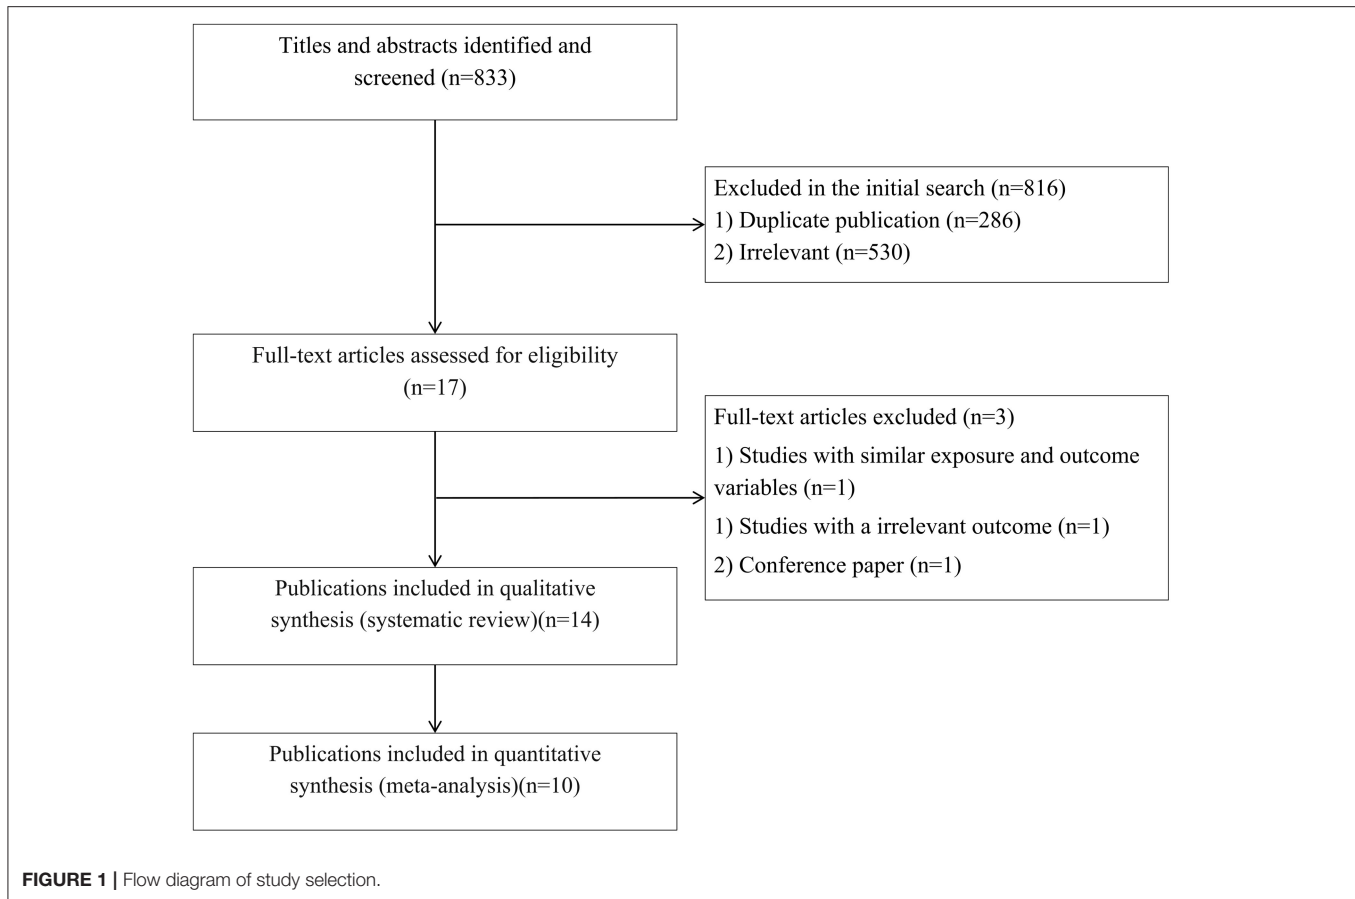 Titles and abstracts identified and
screened (n=833)
Excluded in the initial search (n=816)
1) Duplicate publication (n=286)
2) Irrelevant (n=530)
Full-text articles assessed for eligibility
(n=17)
Full-text articles excluded (n=3)
1) Studies with similar exposure and outcome
variables (n=1)
1) Studies with a irrelevant outcome (n=1)
2) Conference paper (n=1)
Publications included in qualitative
synthesis (systematic review)(n=14)
Publications included in quantitative
synthesis (meta-analysis)(n=10)
FIGURE 1 | Flow diagram of study selection.